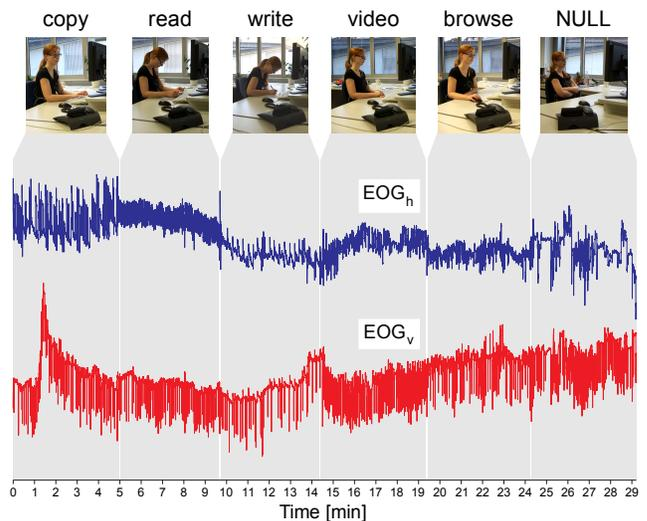 copy read write video browse NULL
EOGh
EOGv
0 1 2 3 4 5 6 7 8 9 10 11 12 13 14 15 16 17 18 19 20 21 22 23 24 25 26 27 28 29
Time [min]